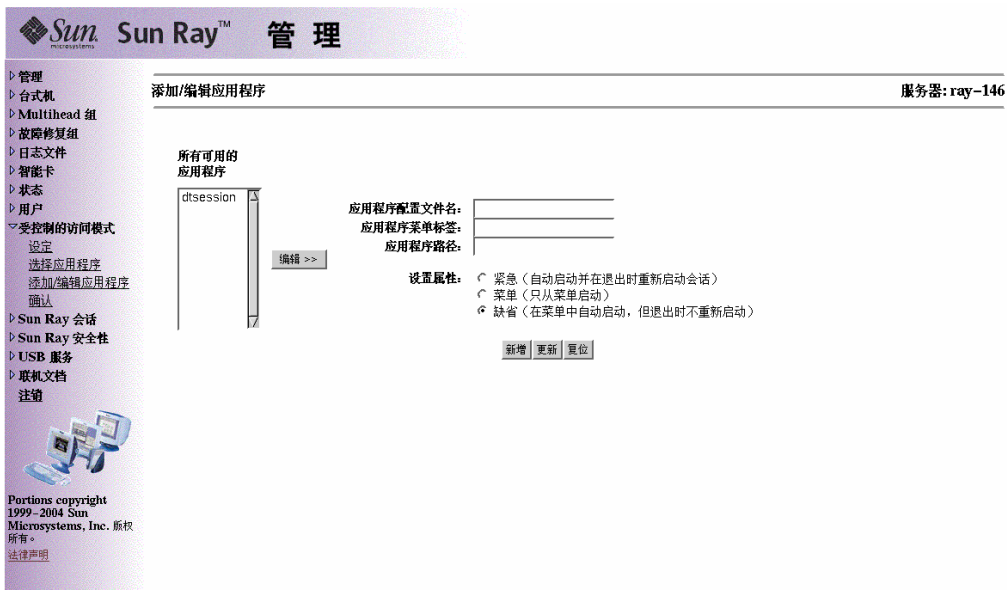 Sun microsystems Sun Ray™ 管 理
管理
台式机
Multihead 组
故障修复组
日志文件
智能卡
状态
用户
受控制的访问模式
设定
选择应用程序
添加/编辑应用程序
确认
Sun Ray 会话
Sun Ray 安全性
USB 服务
联机文档
注销
Portions copyright
1999-2004 Sun
Microsystems, Inc. 版权
所有。
法律声明
添加/编辑应用程序 服务器: ray-146
所有可用的
应用程序
dtsession
编辑 >>
应用程序配置文件名:
应用程序菜单标签:
应用程序路径:
设置属性:
紧急（自动启动并在退出时重新启动会话）
菜单（只从菜单启动）
缺省（在菜单中自动启动，但退出时不重新启动）
新增 更新 复位